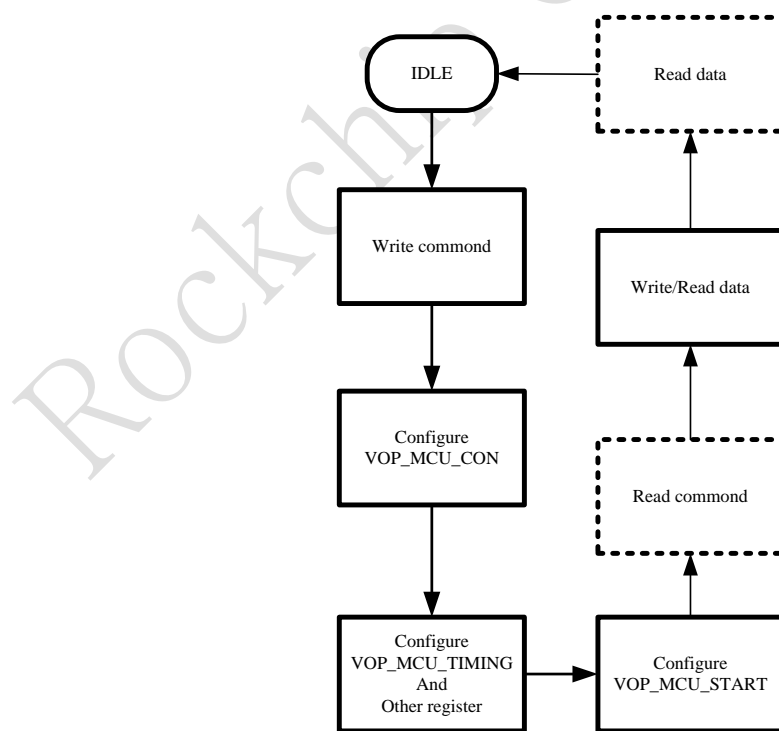 IDLE
Read data
Write commond
Write/Read data
Configure
VOP_MCU_CON
Read commond
Configure
VOP_MCU_TIMING
And
Other register
Configure
VOP_MCU_START
Rockchip